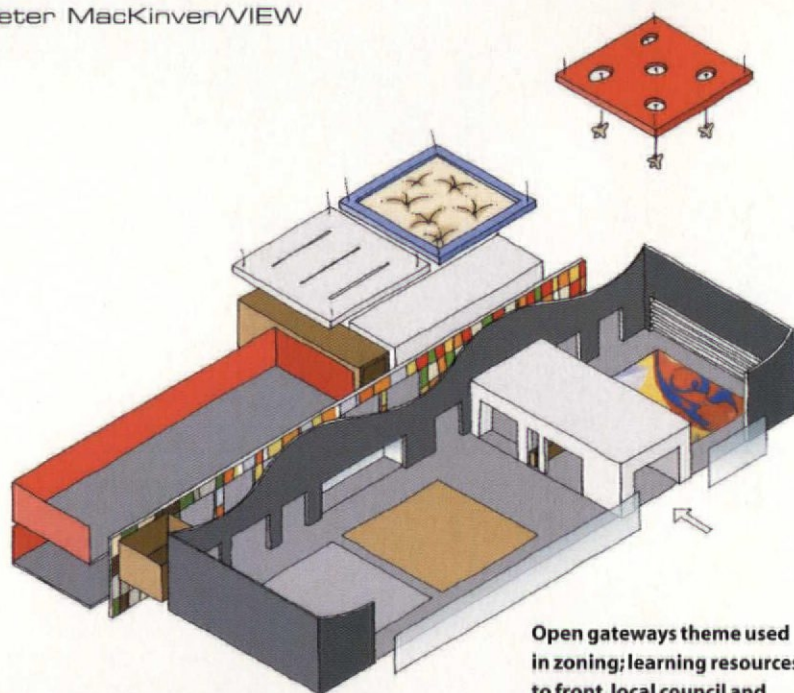 eter MacKinven/VIEW
Open gateways theme used
in zoning; learning resources
to front, local council and